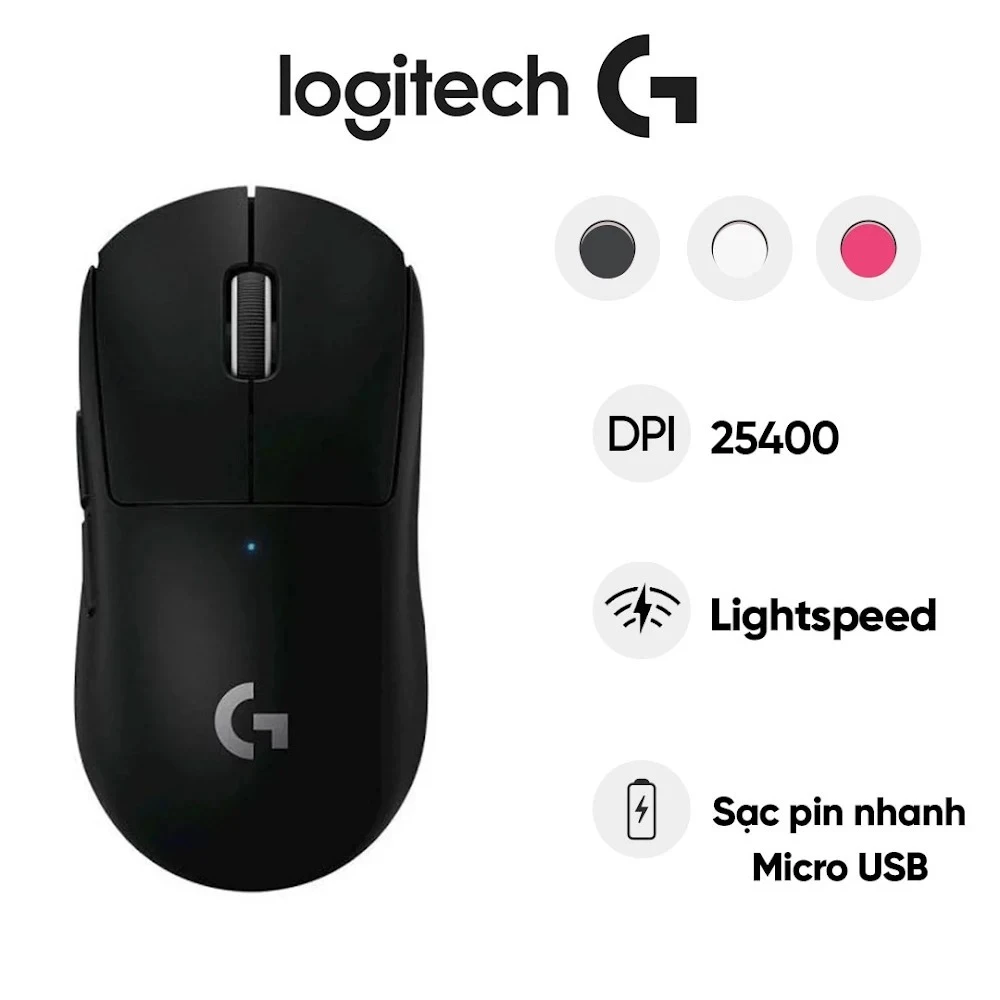 logitech G
DPI 25400
Lightspeed
Sạc pin nhanh
Micro USB